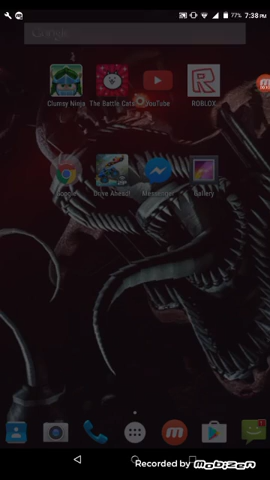 77% 7:38 PM
Google
Clumsy Ninja The Battle Cats YouTube ROBLOX
Google Drive Ahead! Messenger Gallery
Recorded by mobizen